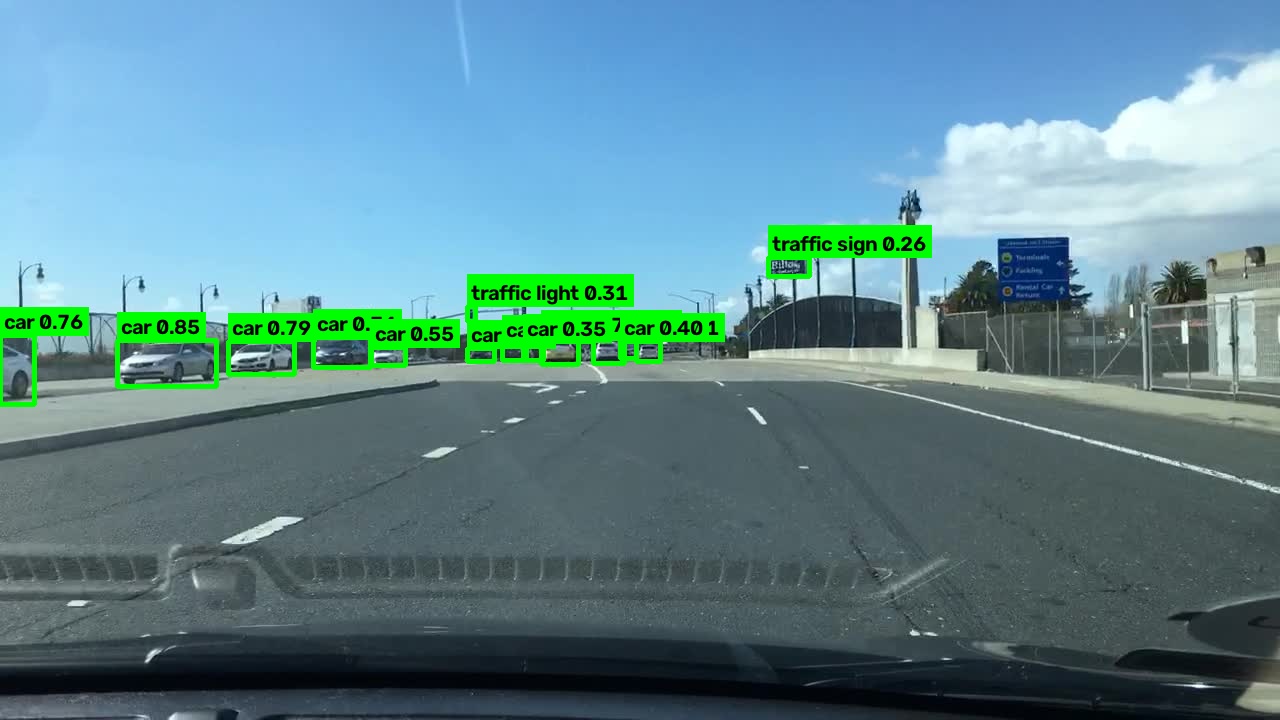 traffic sign 0.26
Terminals
Parking
Rental Car
Return
traffic light 0.31
car 0.76
car 0.85
car 0.79
car 0.55
car
car 0.35
car 0.40